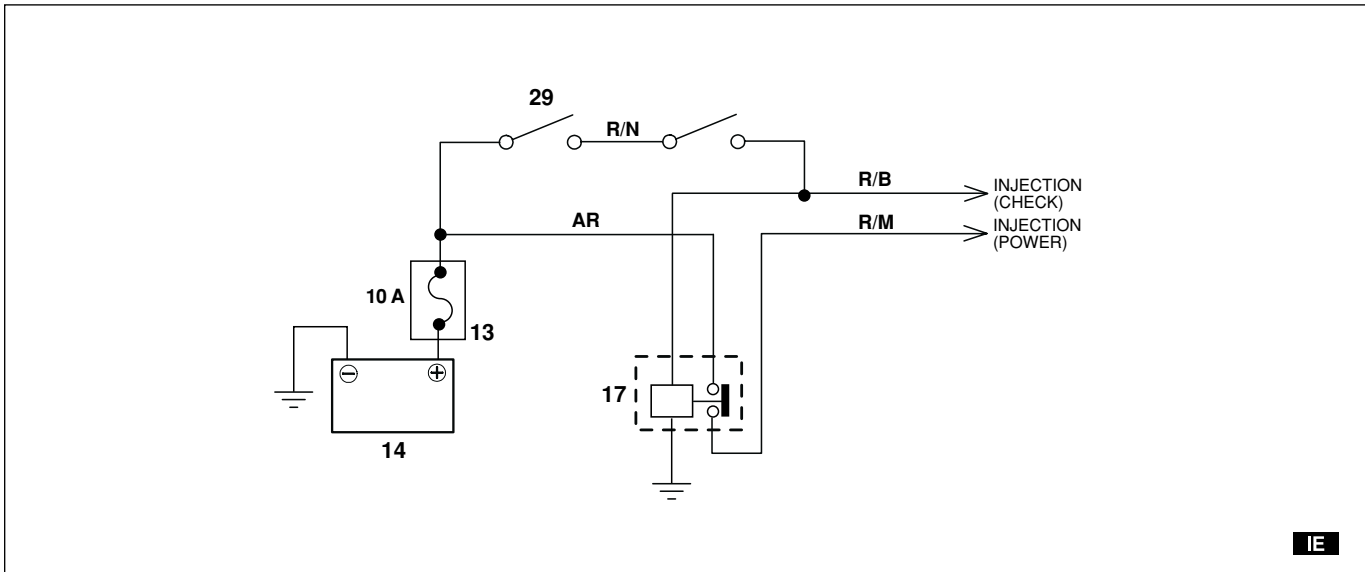 29
R/N
R/B
INJECTION
(CHECK)
AR
R/M
INJECTION
(POWER)
10 A
13
17
14
IE